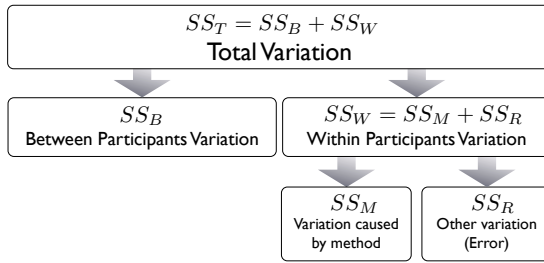 SS_T = SS_B + SS_W
Total Variation
SS_B
Between Participants Variation
SS_W = SS_M + SS_R
Within Participants Variation
SS_M
Variation caused
by method
SS_R
Other variation
(Error)